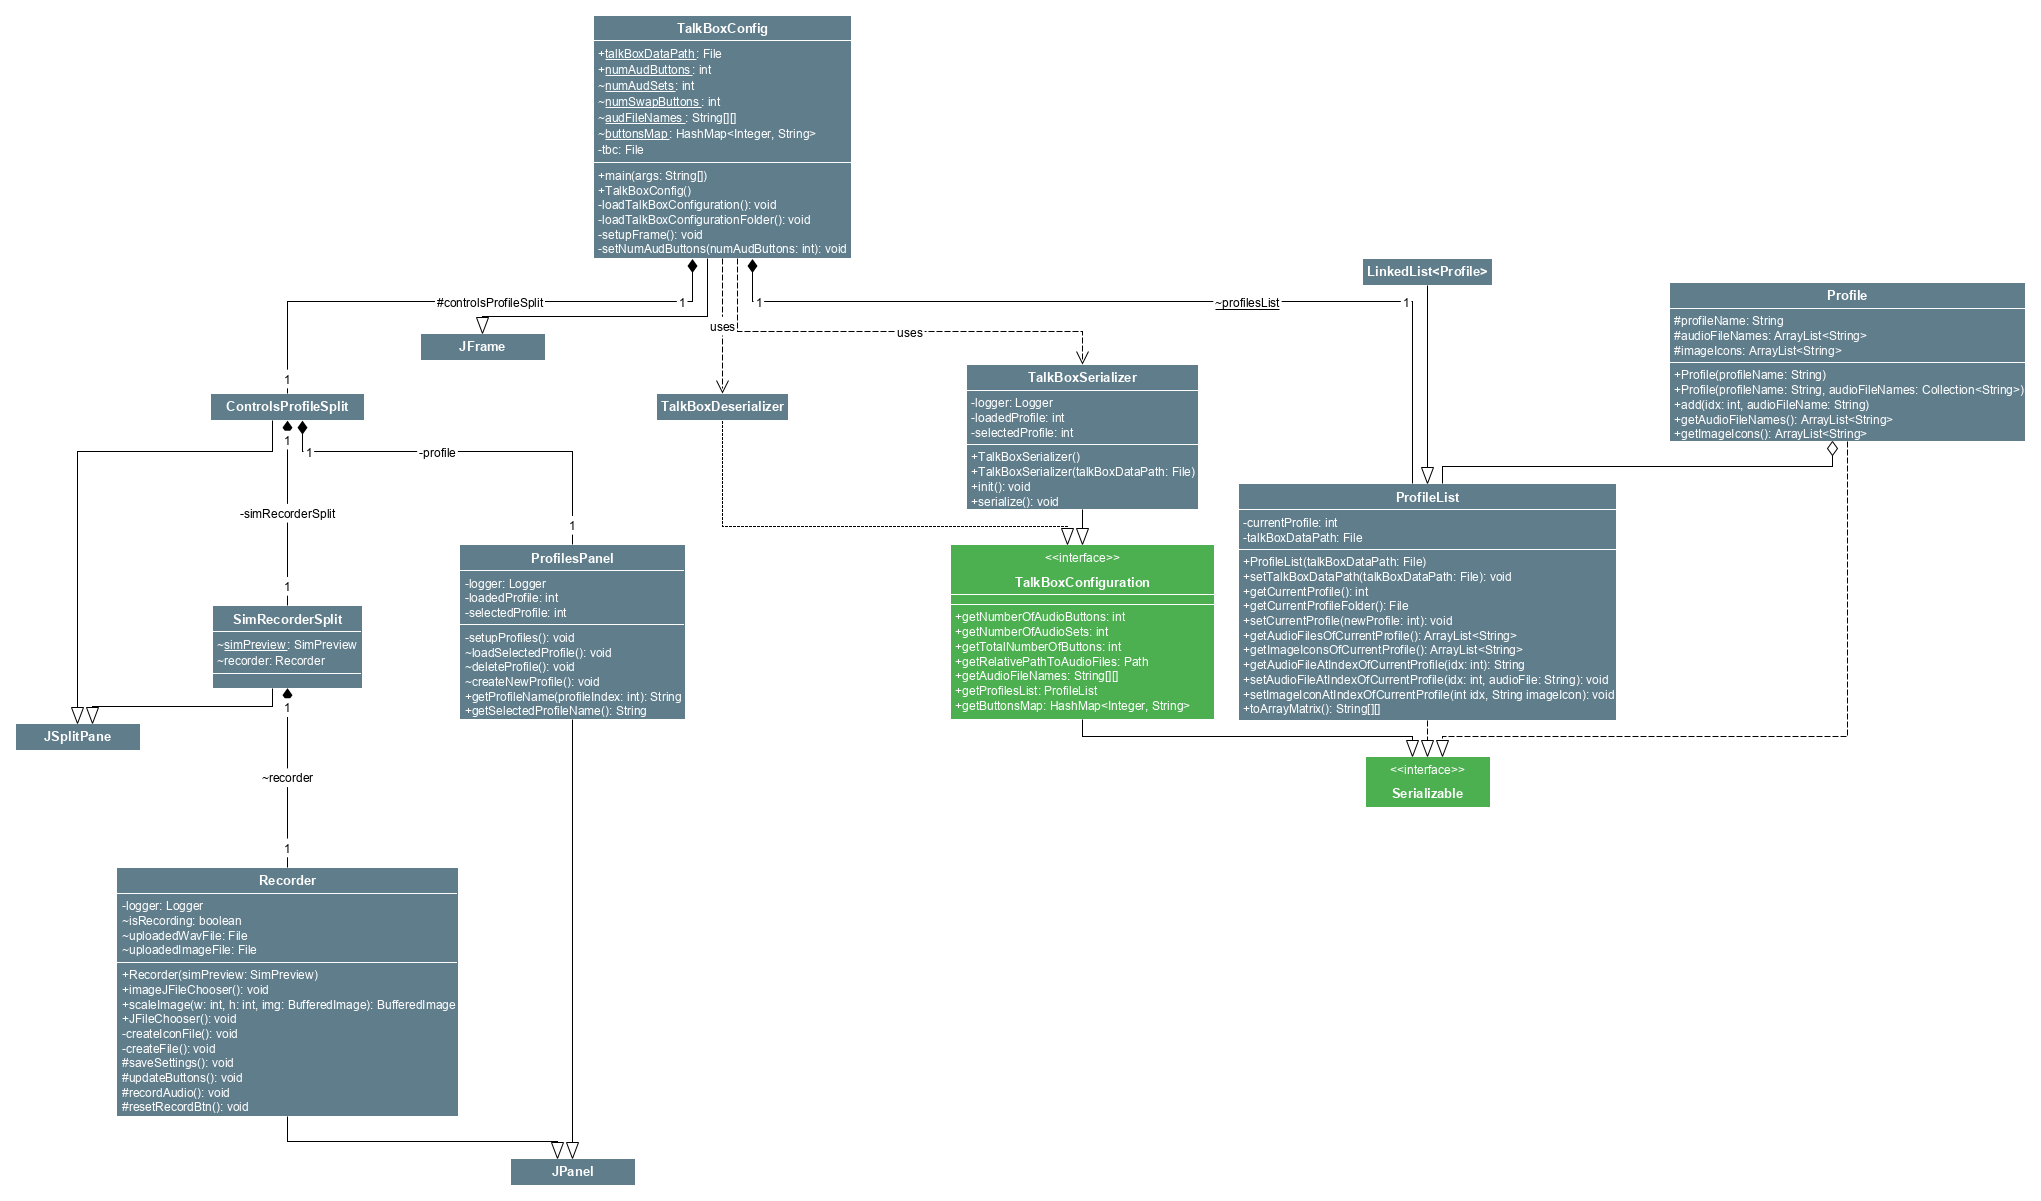 TalkBoxConfig
+talkBoxDataPath: File
+numAudButtons: int
~numAudSets: int
~numSwapButtons: int
~audFileNames: String[][]
~buttonsMap: HashMap<Integer, String>
-tbc: File
+main(args: String[])
+TalkBoxConfig()
-loadTalkBoxConfiguration(): void
-loadTalkBoxConfigurationFolder(): void
-setupFrame(): void
-setNumAudButtons(numAudButtons: int): void
#controlsProfileSplit
1
1
JFrame
uses
uses
1
~profilesList
1
LinkedList<Profile>
Profile
#profileName: String
#audioFileNames: ArrayList<String>
#imageIcons: ArrayList<String>
+Profile(profileName: String)
+Profile(profileName: String, audioFileNames: Collection<String>)
+add(idx: int, audioFileName: String)
+getAudioFileNames(): ArrayList<String>
+getImageIcons(): ArrayList<String>
ControlsProfileSplit
1
1
-profile
1
-simRecorderSplit
1
TalkBoxDeserializer
TalkBoxSerializer
-logger: Logger
-loadedProfile: int
-selectedProfile: int
+TalkBoxSerializer()
+TalkBoxSerializer(talkBoxDataPath: File)
+init(): void
+serialize(): void
ProfileList
-currentProfile: int
-talkBoxDataPath: File
+ProfileList(talkBoxDataPath: File)
+setTalkBoxDataPath(talkBoxDataPath: File): void
+getCurrentProfile(): int
+getCurrentProfileFolder(): File
+setCurrentProfile(newProfile: int): void
+getAudioFilesOfCurrentProfile(): ArrayList<String>
+getImageIconsOfCurrentProfile(): ArrayList<String>
+getAudioFileAtIndexOfCurrentProfile(idx: int): String
+setAudioFileAtIndexOfCurrentProfile(idx: int, audioFile: String): void
+setImageIconAtIndexOfCurrentProfile(int idx, String imageIcon): void
+toArrayMatrix(): String[][]
ProfilesPanel
-logger: Logger
-loadedProfile: int
-selectedProfile: int
-setupProfiles(): void
~loadSelectedProfile(): void
~deleteProfile(): void
~createNewProfile(): void
+getProfileName(profileIndex: int): String
+getSelectedProfileName(): String
<<interface>>
TalkBoxConfiguration
+getNumberOfAudioButtons: int
+getNumberOfAudioSets: int
+getTotalNumberOfButtons: int
+getRelativePathToAudioFiles: Path
+getAudioFileNames: String[][]
+getProfilesList: ProfileList
+getButtonsMap: HashMap<Integer, String>
SimRecorderSplit
~simPreview: SimPreview
~recorder: Recorder
1
~recorder
1
JSplitPane
<<interface>>
Serializable
Recorder
-logger: Logger
~isRecording: boolean
~uploadedWavFile: File
~uploadedImageFile: File
+Recorder(simPreview: SimPreview)
+imageJFileChooser(): void
+scaleImage(w: int, h: int, img: BufferedImage): BufferedImage
+JFileChooser(): void
-createIconFile(): void
-createFile(): void
#saveSettings(): void
#updateButtons(): void
#recordAudio(): void
#resetRecordBtn(): void
JPanel